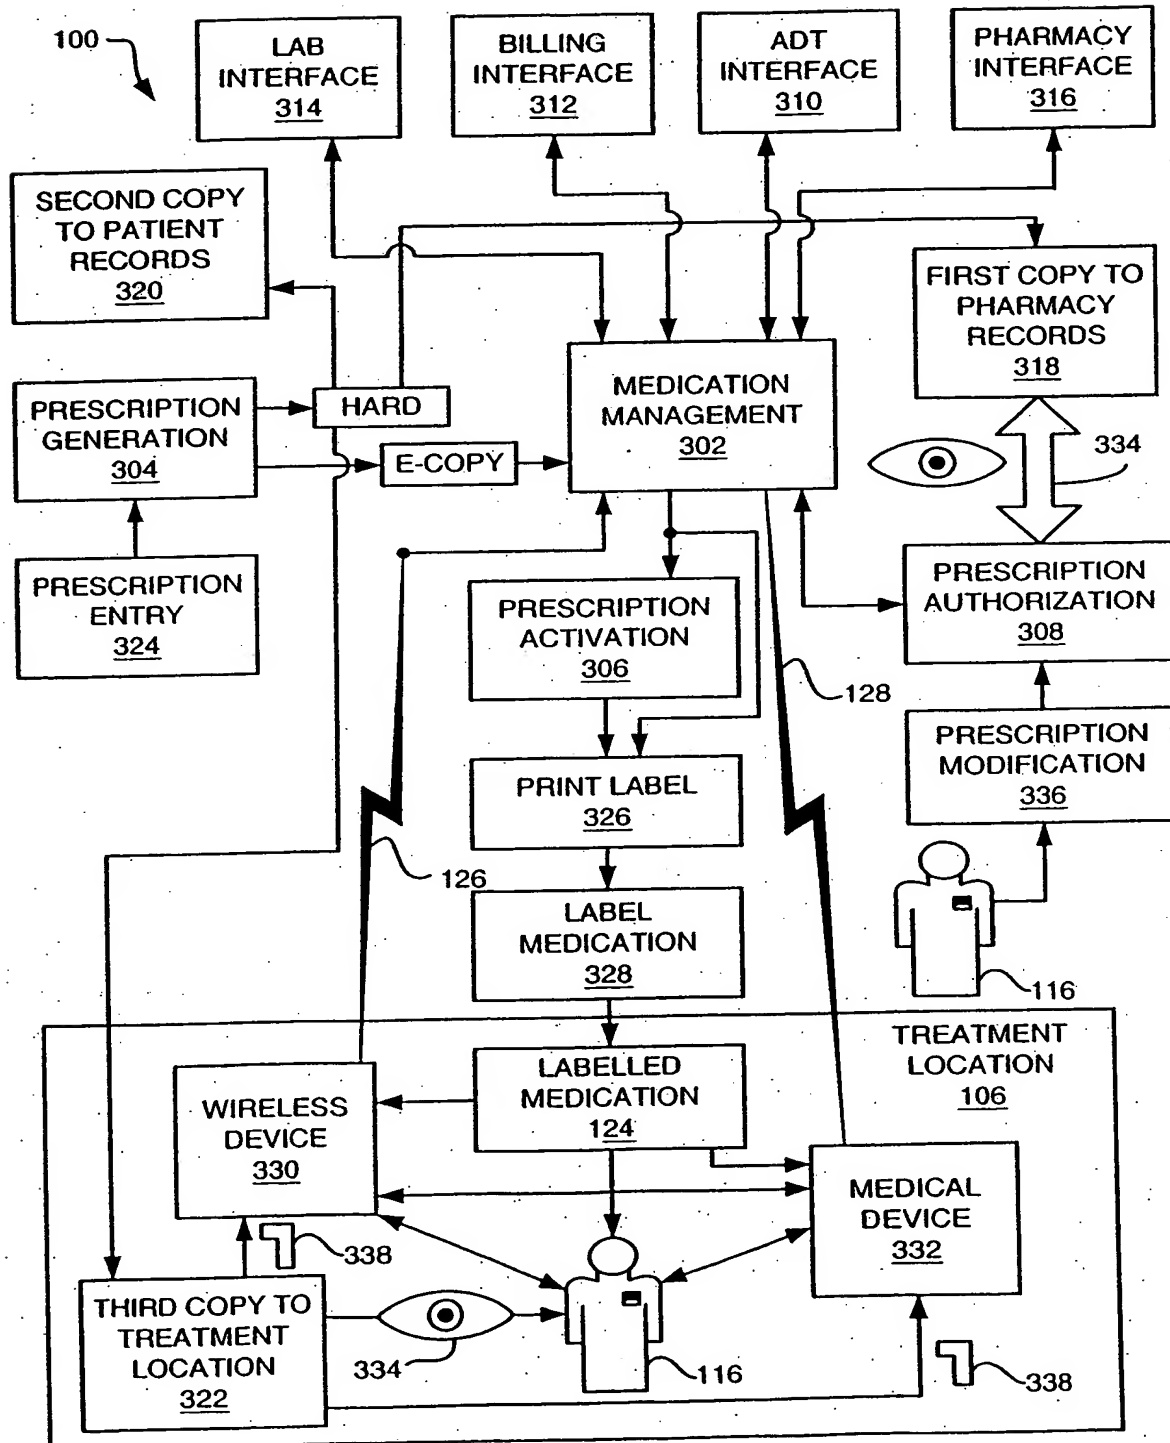 100
LAB
INTERFACE
314
BILLING
INTERFACE
312
ADT
INTERFACE
310
PHARMACY
INTERFACE
316
SECOND COPY
TO PATIENT
RECORDS
320
FIRST COPY TO
PHARMACY
RECORDS
318
PRESCRIPTION
GENERATION
304
HARD
E-COPY
MEDICATION
MANAGEMENT
302
334
PRESCRIPTION
ENTRY
324
PRESCRIPTION
ACTIVATION
306
PRESCRIPTION
AUTHORIZATION
308
128
PRINT LABEL
326
PRESCRIPTION
MODIFICATION
336
126
LABEL
MEDICATION
328
116
TREATMENT
LOCATION
106
WIRELESS
DEVICE
330
LABELLED
MEDICATION
124
MEDICAL
DEVICE
332
338
THIRD COPY TO
TREATMENT
LOCATION
322
334
116
338